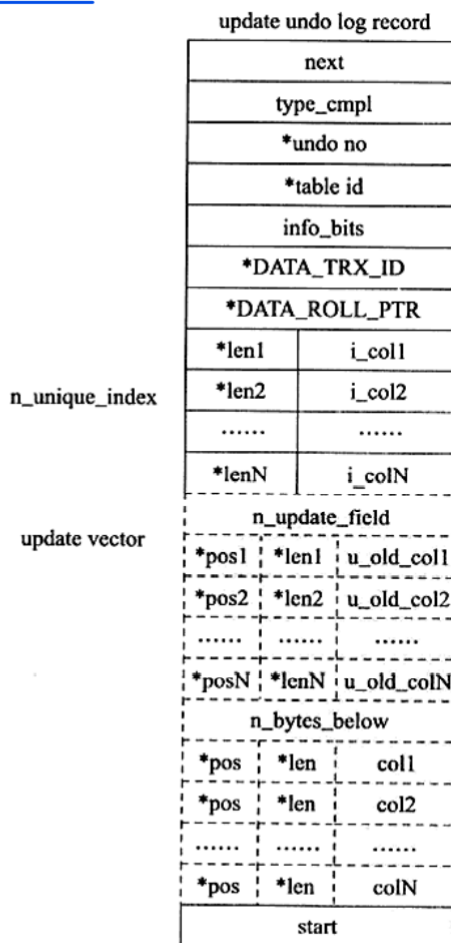 update undo log record
next
type_cmpl
*undo no
*table id
info_bits
*DATA_TRX_ID
*DATA_ROLL_PTR
*len1 i_col1
n_unique_index *len2 i_col2
...... ......
*lenN i_colN
n_update_field
update vector *pos1 *len1 u_old_col1
*pos2 *len2 u_old_col2
...... ...... ......
*posN *lenN u_old_colN
n_bytes_below
*pos *len col1
*pos *len col2
...... ...... ......
*pos *len colN
start